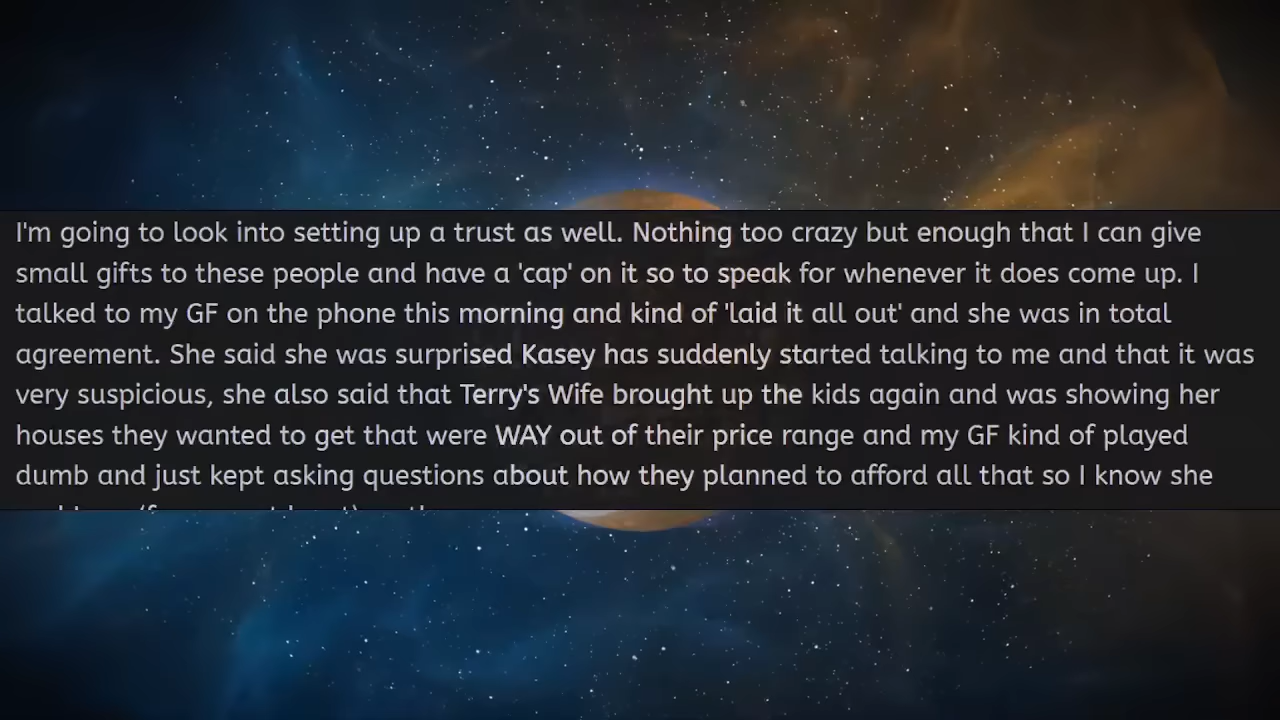 I'm going to look into setting up a trust as well. Nothing too crazy but enough that I can give
small gifts to these people and have a 'cap' on it so to speak for whenever it does come up. I
talked to my GF on the phone this morning and kind of 'laid it all out' and she was in total
agreement. She said she was surprised Kasey has suddenly started talking to me and that it was
very suspicious, she also said that Terry's Wife brought up the kids again and was showing her
houses they wanted to get that were WAY out of their price range and my GF kind of played
dumb and just kept asking questions about how they planned to afford all that so I know she